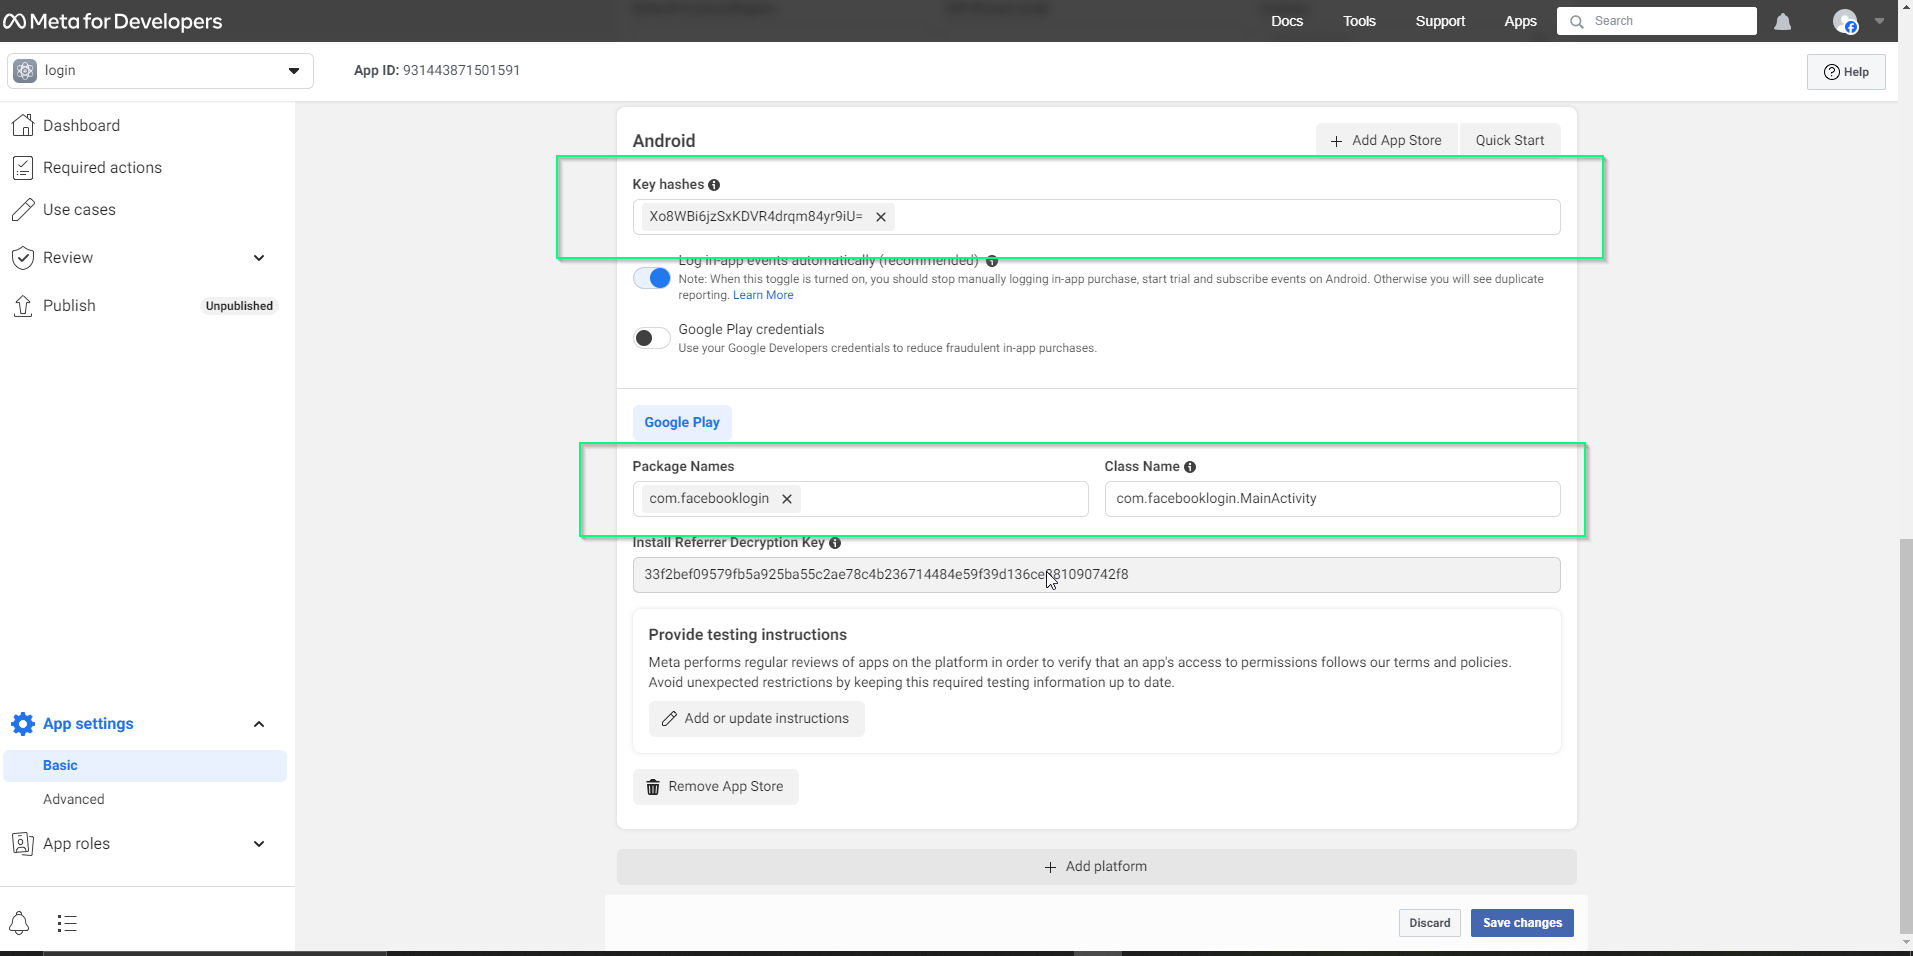 Meta for Developers
Docs Tools Support Apps Search
login
App ID: 931443871501591
Help
Dashboard
Required actions
Use cases
Review
Publish Unpublished
App settings
Basic
Advanced
App roles
Android
Add App Store Quick Start
Key hashes
Xo8WBi6jzSxKDVR4drqm84yr9iU=
Log in-app events automatically (recommended)
Note: When this toggle is turned on, you should stop manually logging in-app purchase, start trial and subscribe events on Android. Otherwise you will see duplicate
reporting. Learn More
Google Play credentials
Use your Google Developers credentials to reduce fraudulent in-app purchases.
Google Play
Package Names Class Name
com.facebooklogin com.facebooklogin.MainActivity
Install Referrer Decryption Key
Provide testing instructions
Meta performs regular reviews of apps on the platform in order to verify that an app's access to permissions follows our terms and policies.
Avoid unexpected restrictions by keeping this required testing information up to date.
Add or update instructions
Remove App Store
Add platform
Discard Save changes